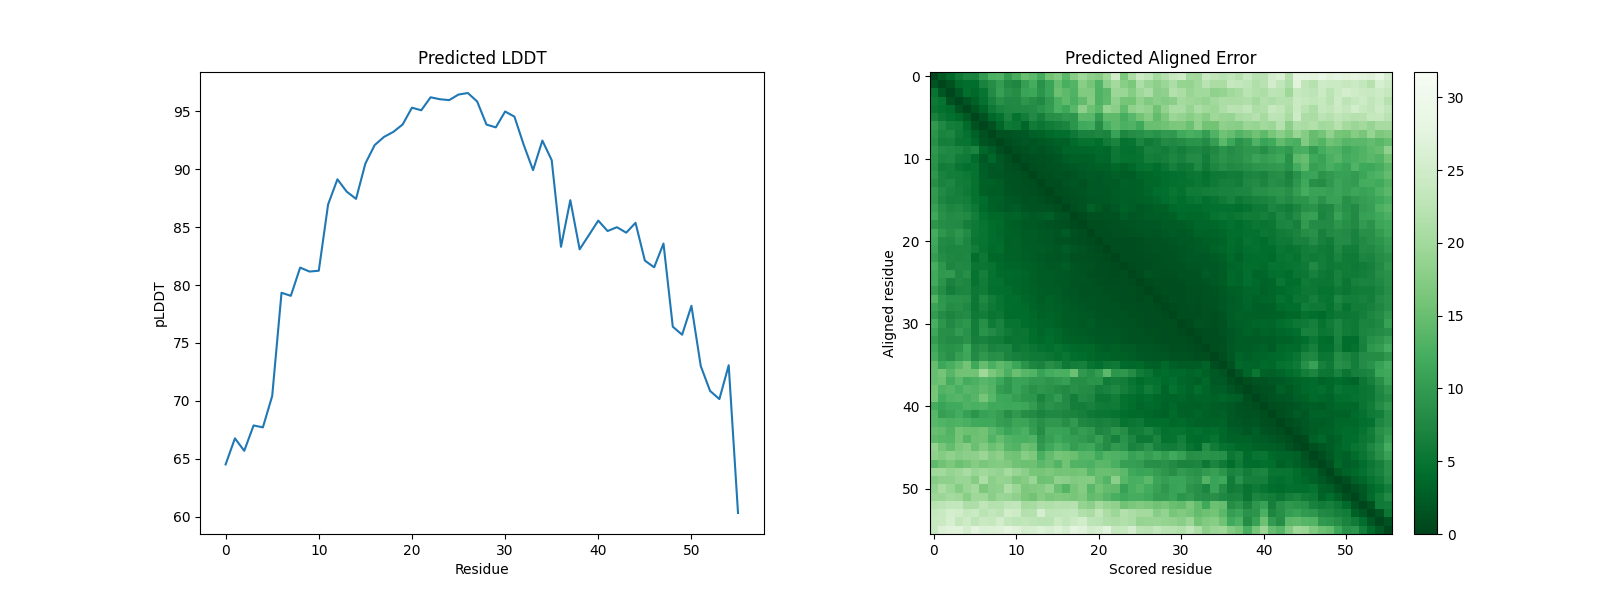 Predicted LDDT
pLDDT
95
90
85
80
75
70
65
60
0 10 20 30 40 50
Residue
Predicted Aligned Error
Aligned residue
0
10
20
30
40
50
0 10 20 30 40 50
Scored residue
30
25
20
15
10
5
0